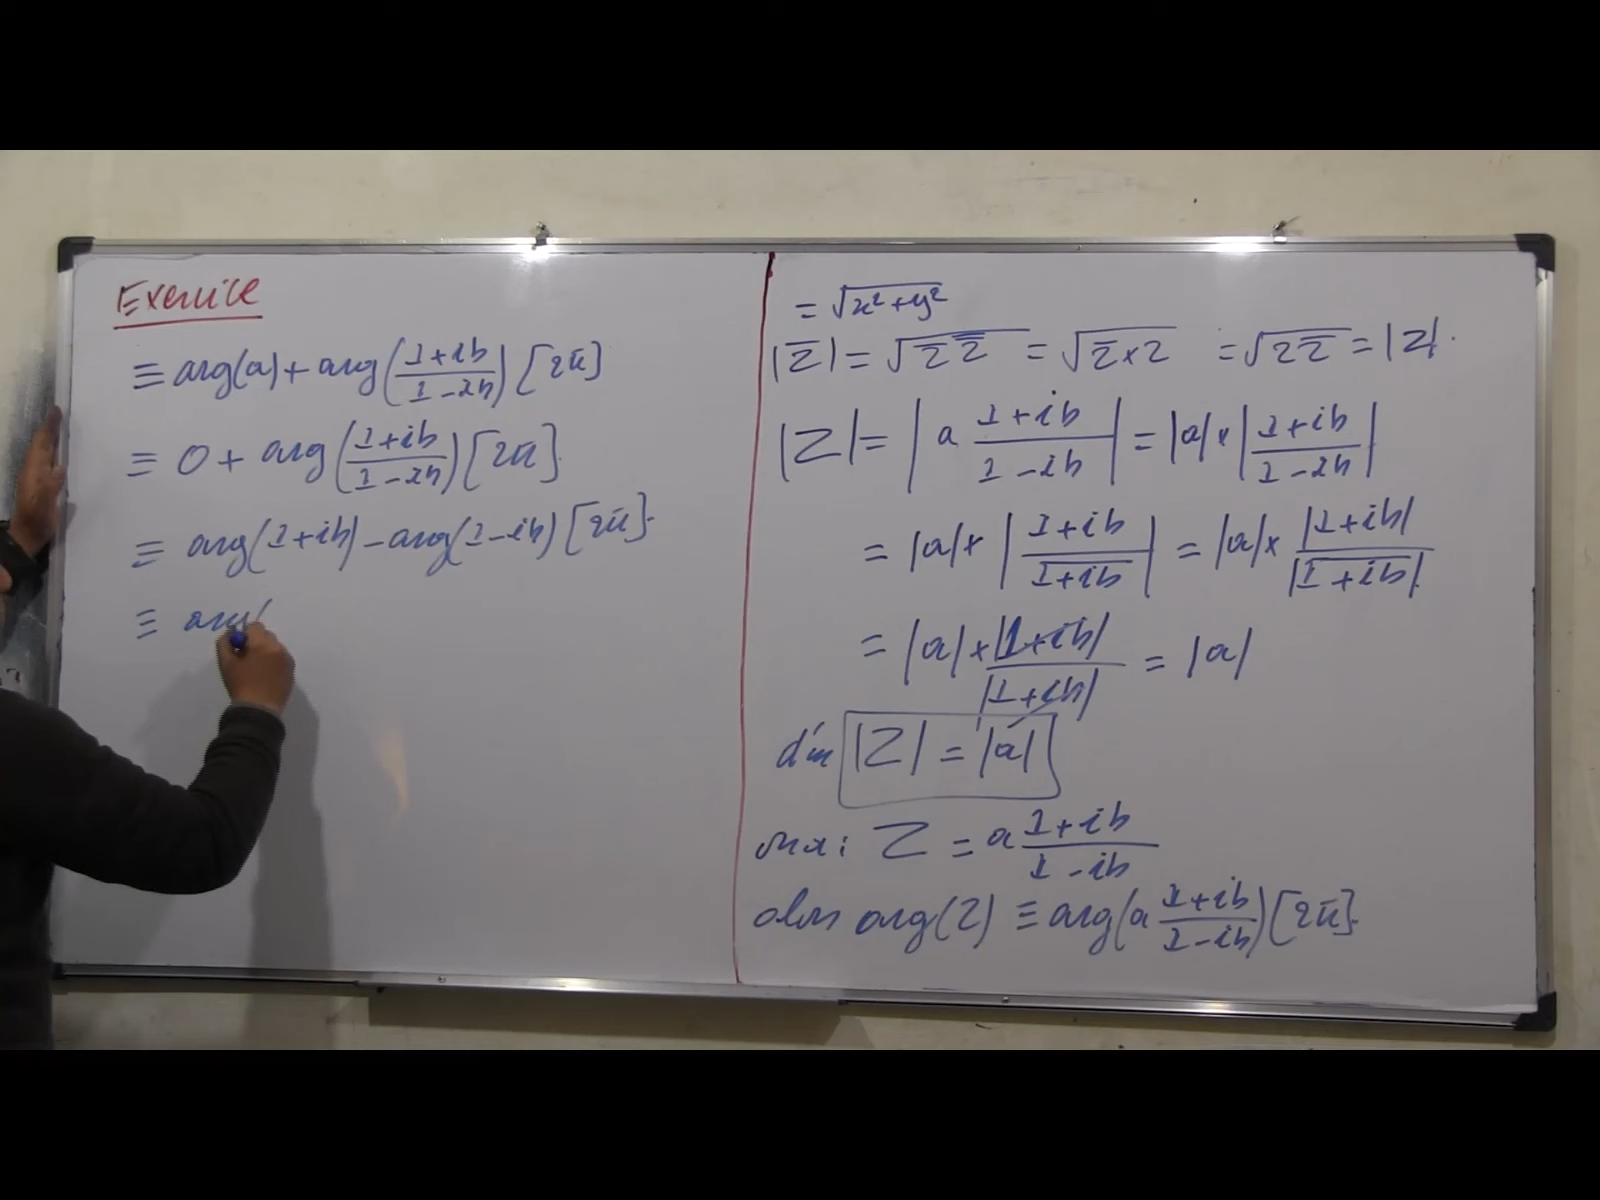 Exercice
≡ arg(a) + arg((1+ib)/(1-ib)) [2π]
≡ 0 + arg((1+ib)/(1-ib)) [2π].
≡ arg(1+ib) - arg(1-ib) [2π].
≡ arg(
= √(x²+y²)
|z̄| = √(z̄ z̿) = √(z̄×z) = √(z z̄) = |z|.
|Z| = |a (1+ib)/(1-ib)| = |a| × |(1+ib)/(1-ib)|
= |a| × |(1+ib)/(\overline{1+ib})| = |a| × |1+ib|/|\overline{1+ib}|.
= |a| × |1+ib|/|1+ib| = |a|
d'où |Z| = |a|
on a : Z = a (1+ib)/(1-ib)
alors arg(Z) ≡ arg(a (1+ib)/(1-ib)) [2π].